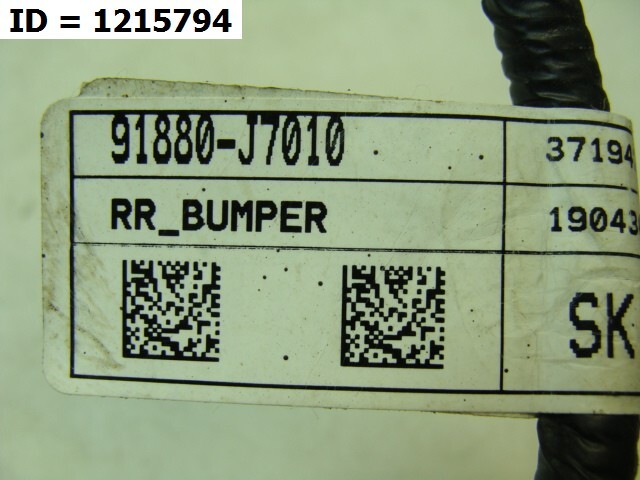 ID = 1215794
91880-J7010 37194
RR_BUMPER 19043
SK